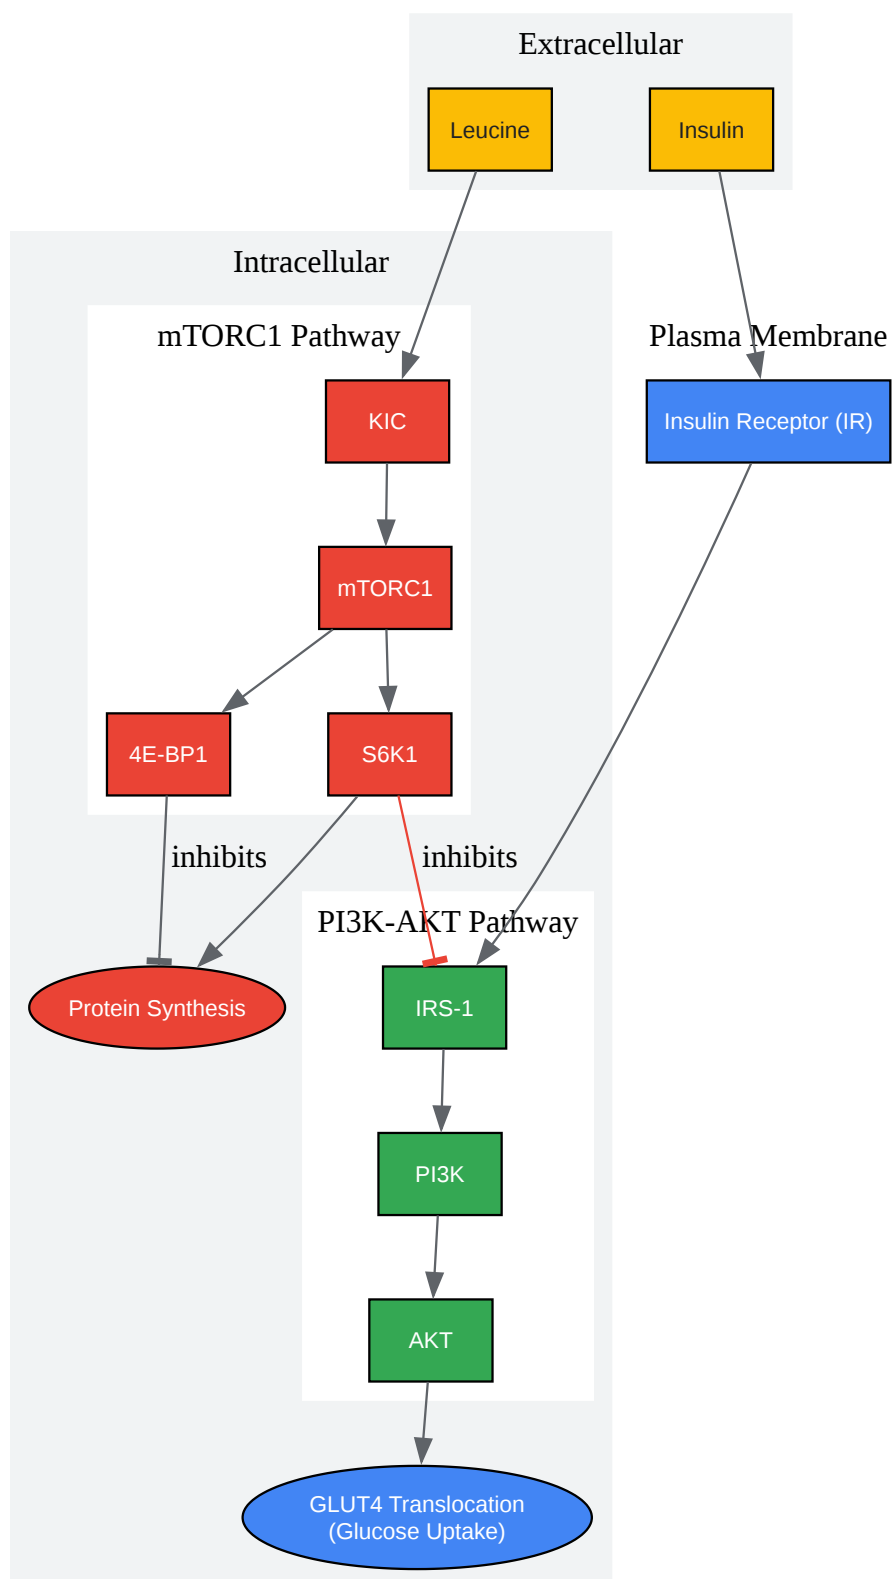 Extracellular
Leucine
Insulin
Intracellular
mTORC1 Pathway
Plasma Membrane
KIC
Insulin Receptor (IR)
mTORC1
4E-BP1
S6K1
inhibits
inhibits
PI3K-AKT Pathway
Protein Synthesis
IRS-1
PI3K
AKT
GLUT4 Translocation
(Glucose Uptake)